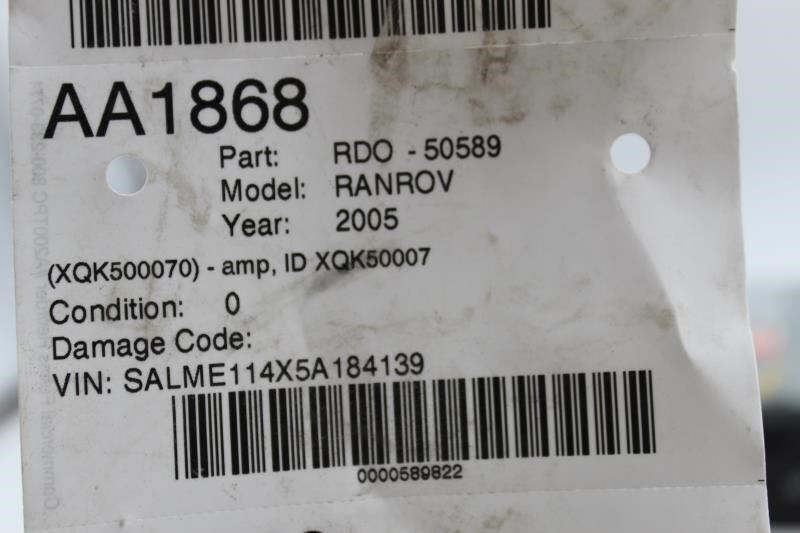 AA1868
Part: RDO - 50589
Model: RANROV
Year: 2005
(XQK500070) - amp, ID XQK50007
Condition: 0
Damage Code:
VIN: SALME114X5A184139
0000589822